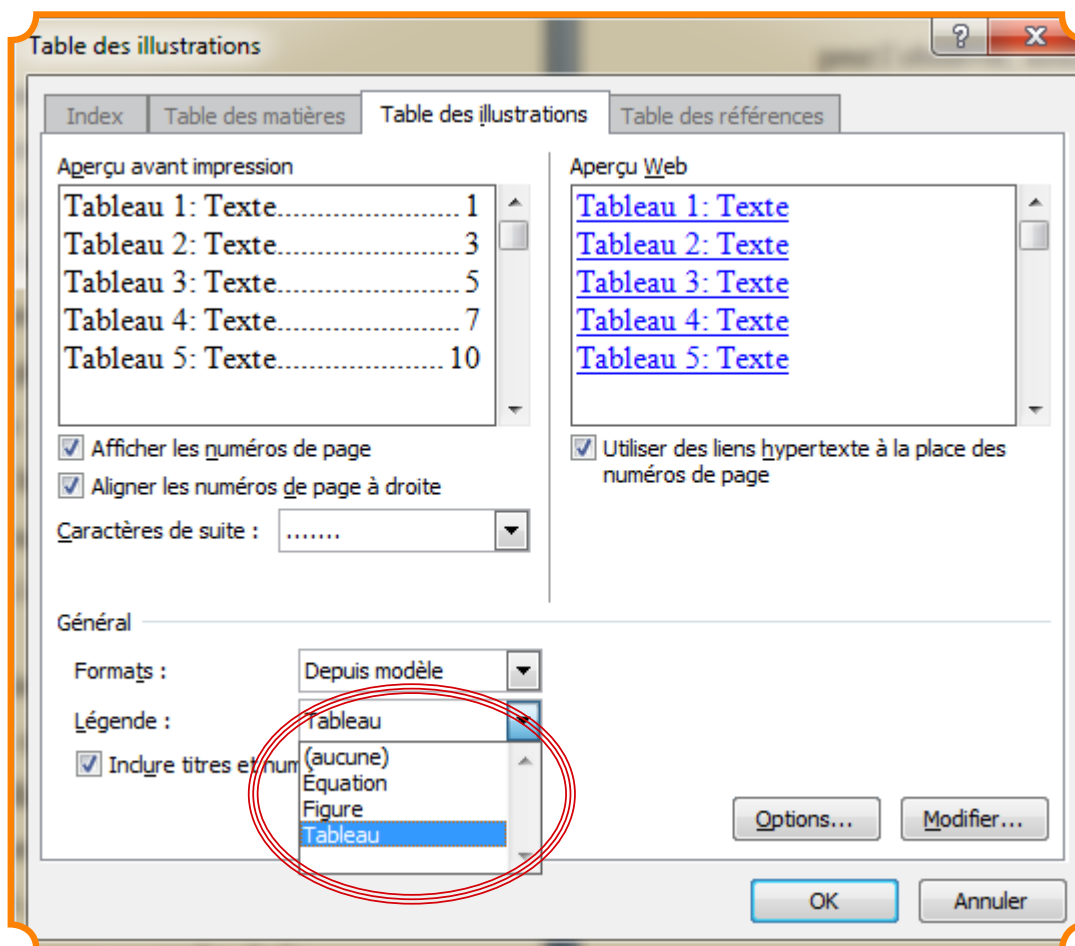 Table des illustrations
Index
Table des matières
Table des illustrations
Table des références
Aperçu avant impression
Tableau 1: Texte........................ 1
Tableau 2: Texte........................ 3
Tableau 3: Texte........................ 5
Tableau 4: Texte........................ 7
Tableau 5: Texte...................... 10
Aperçu Web
Tableau 1: Texte
Tableau 2: Texte
Tableau 3: Texte
Tableau 4: Texte
Tableau 5: Texte
Afficher les numéros de page
Aligner les numéros de page à droite
Caractères de suite : .......
Utiliser des liens hypertexte à la place des
numéros de page
Général
Formats : Depuis modèle
Légende : Tableau
(aucune)
Équation
Figure
Tableau
Inclure titres et num
Options...
Modifier...
OK
Annuler